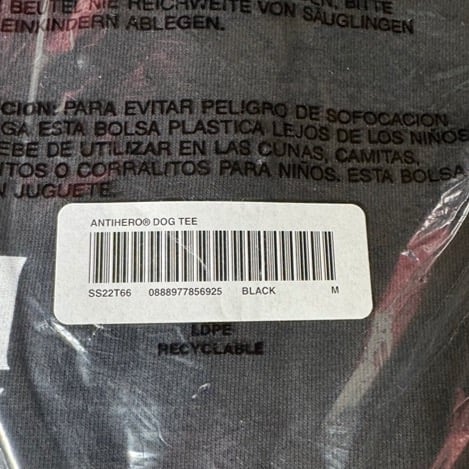 BEUTEL NIE REICHWEITE VON SÄUGLINGEN
EINKINDERN ABLEGEN.
CION: PARA EVITAR PELIGRO DE SOFOCACION
GA ESTA BOLSA PLASTICA LEJOS DE LOS NIÑOS
EBE DE UTILIZAR EN LAS CUNAS, CAMITAS,
ITOS O CORRALITOS PARA NIÑOS. ESTA BOLSA
N JUGUETE.
ANTIHERO® DOG TEE
SS22T66 0888977856925 BLACK M
LDPE
RECYCLABLE